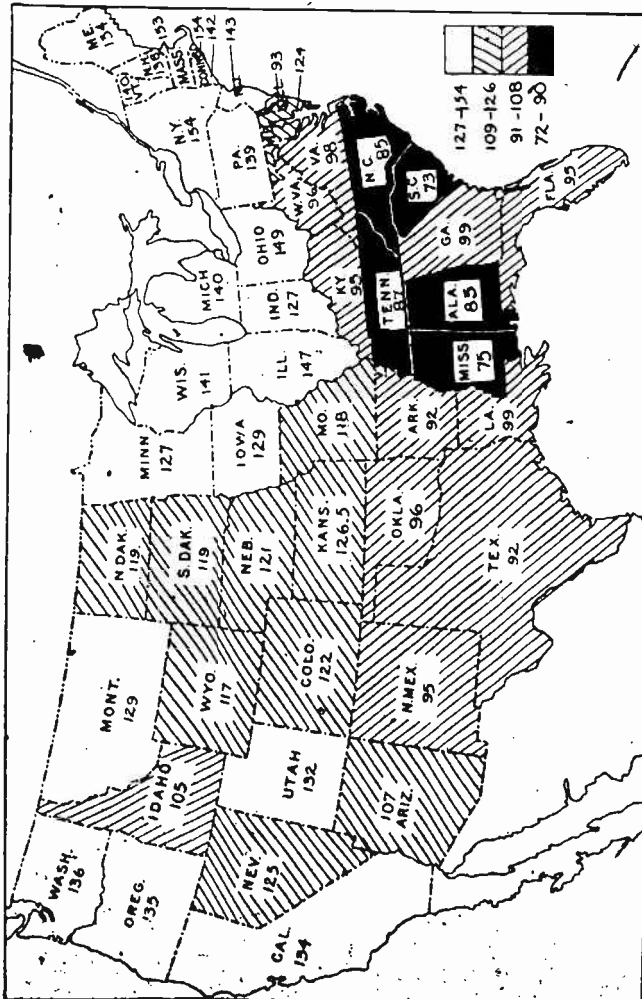 WASH.
136
OREG.
135
CAL.
NEV.
125
IDAHO
105
MONT.
129
WYO.
117
UTAH
132
107
ARIZ.
COLO.
122
N.MEX.
95
N.DAK.
119
S.DAK.
119
NEB.
121
KANS.
126.5
OKLA.
96
TEX.
92
MINN
127
IOWA
129
MO.
118
ARK.
92
LA.
99
WIS.
141
ILL.
147
MICH
140
IND.
127
OHIO
149
KY.
95
TENN
87
MISS
75
ALA.
85
GA.
99
FLA.
95
S.C
73
N.C.
85
VA.
98
W.VA.
96
PA.
139
N.Y.
154
ME.
VT.
N.H.
MASS.
CONN.
153
154
142
143
93
124
127-154
109-126
91-108
72-90